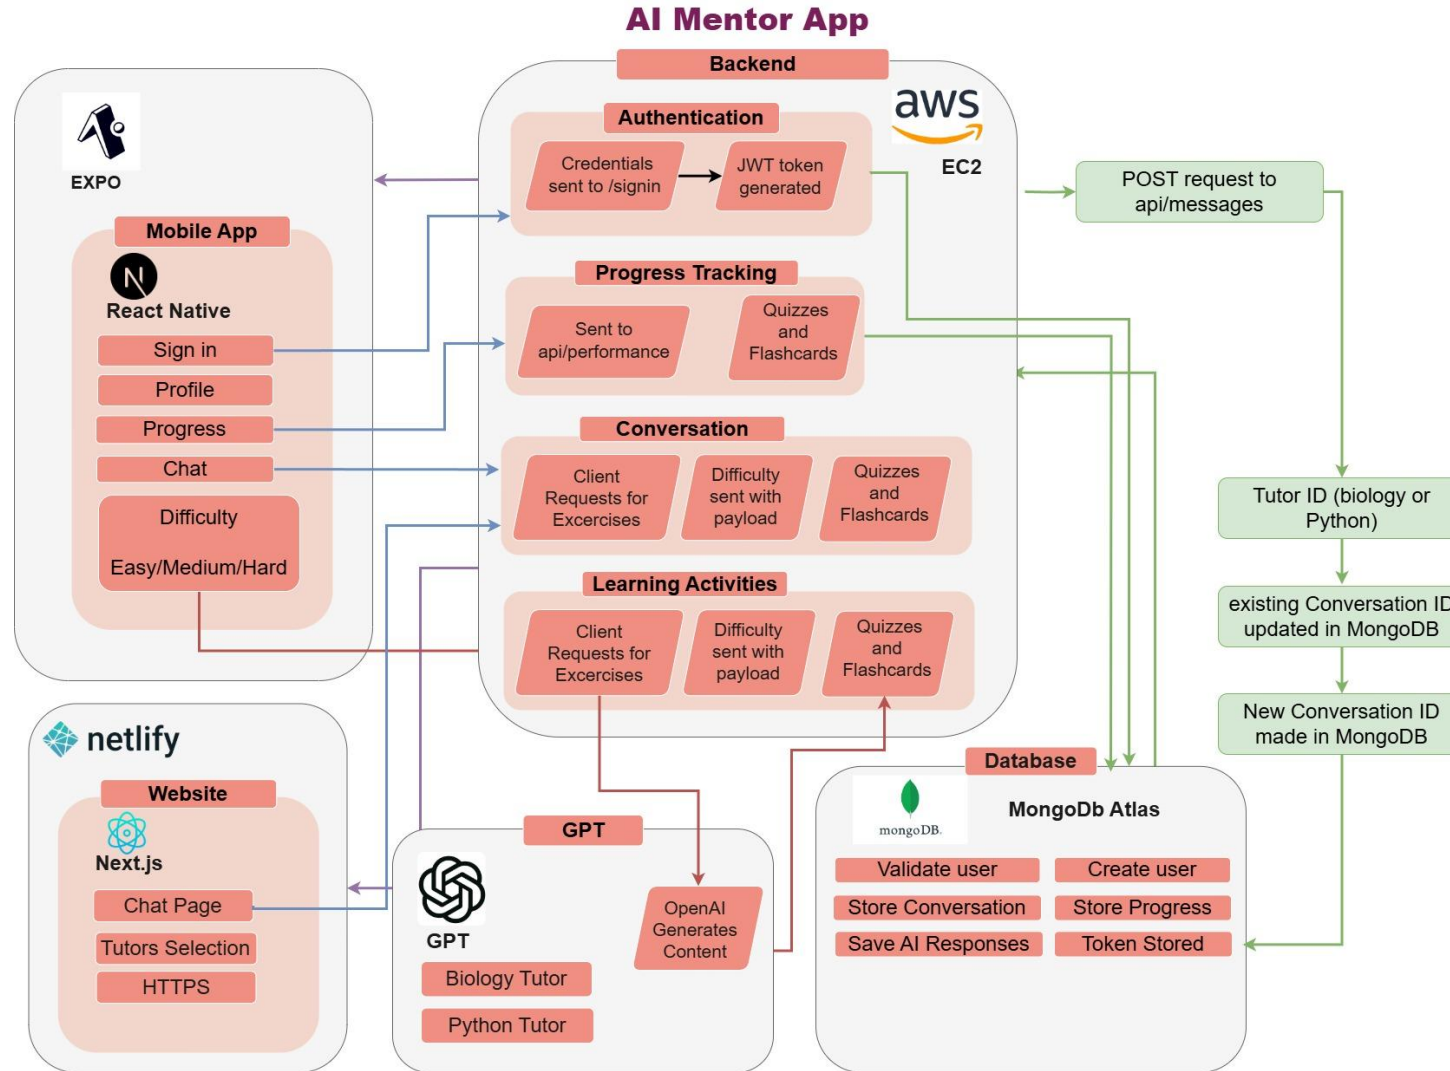 AI Mentor App
Backend
aws
EC2
Authentication
Credentials
sent to /signin
JWT token
generated
POST request to
api/messages
EXPO
Mobile App
N
React Native
Sign in
Profile
Progress
Chat
Difficulty
Easy/Medium/Hard
Progress Tracking
Sent to
api/performance
Quizzes
and
Flashcards
Conversation
Client
Requests for
Excercises
Difficulty
sent with
payload
Quizzes
and
Flashcards
Learning Activities
Client
Requests for
Excercises
Difficulty
sent with
payload
Quizzes
and
Flashcards
Tutor ID (biology or
Python)
existing Conversation ID
updated in MongoDB
New Conversation ID
made in MongoDB
netlify
Website
Next.js
Chat Page
Tutors Selection
HTTPS
GPT
GPT
OpenAI
Generates
Content
Biology Tutor
Python Tutor
Database
mongoDB.
MongoDb Atlas
Validate user
Create user
Store Conversation
Store Progress
Save AI Responses
Token Stored